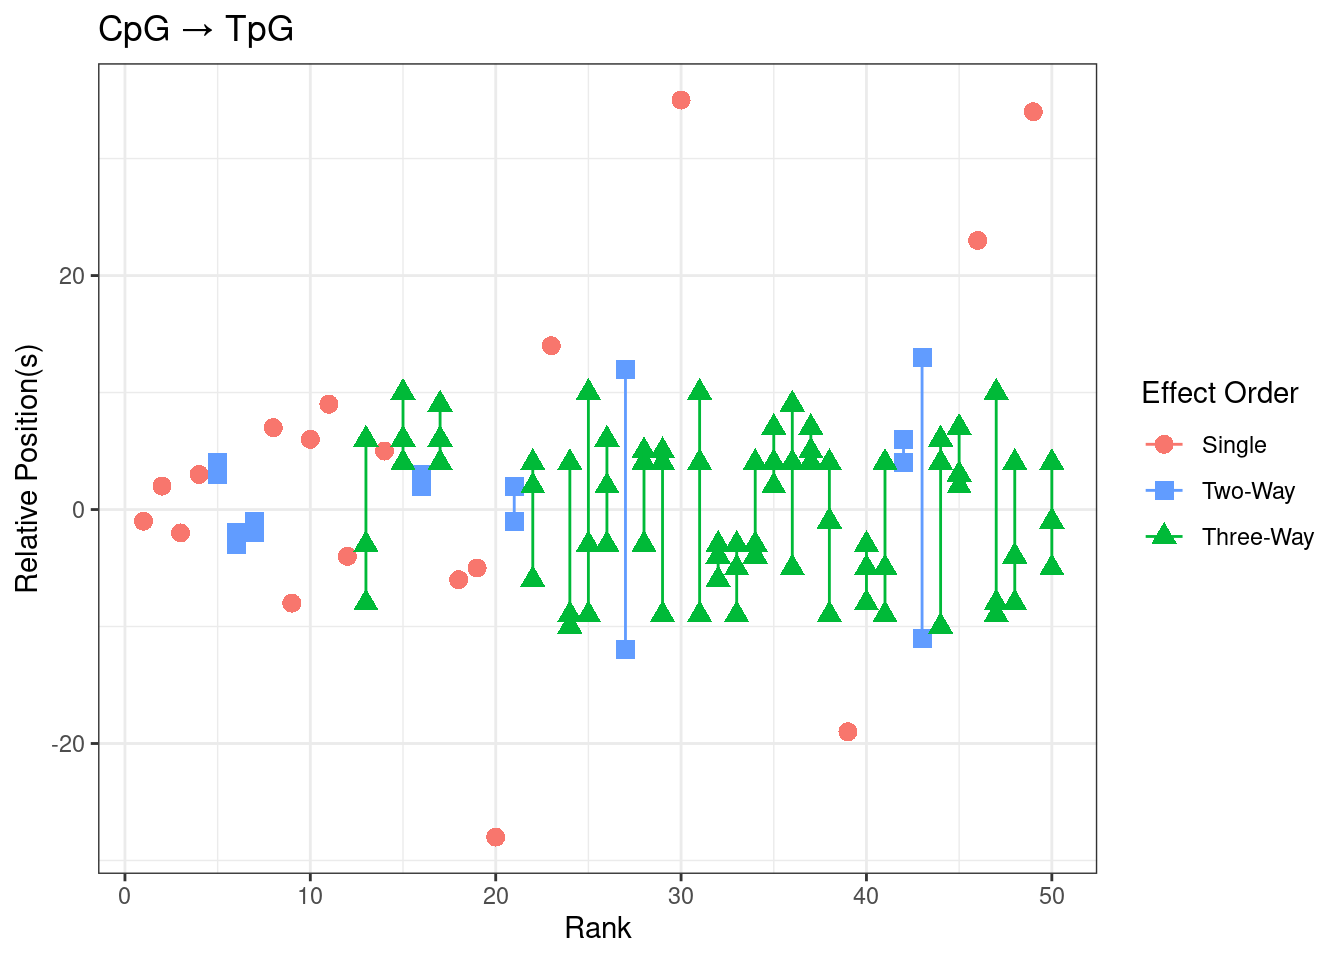 CpG → TpG
Relative Position(s)
20
0
-20
0 10 20 30 40 50
Rank
Effect Order
Single
Two-Way
Three-Way